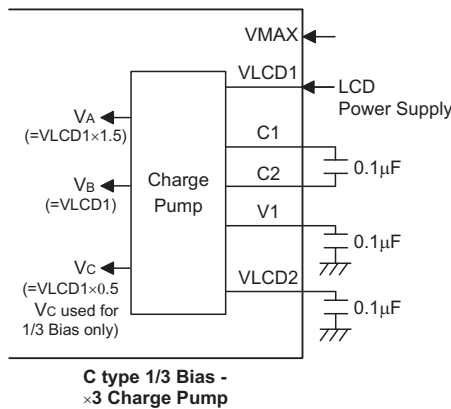 VMAX
VLCD1
LCD
Power Supply
VA
(=VLCD1×1.5)
C1
C2
0.1µF
VB
(=VLCD1)
Charge
Pump
V1
0.1µF
VC
(=VLCD1×0.5
VC used for
1/3 Bias only)
VLCD2
0.1µF
C type 1/3 Bias -
×3 Charge Pump